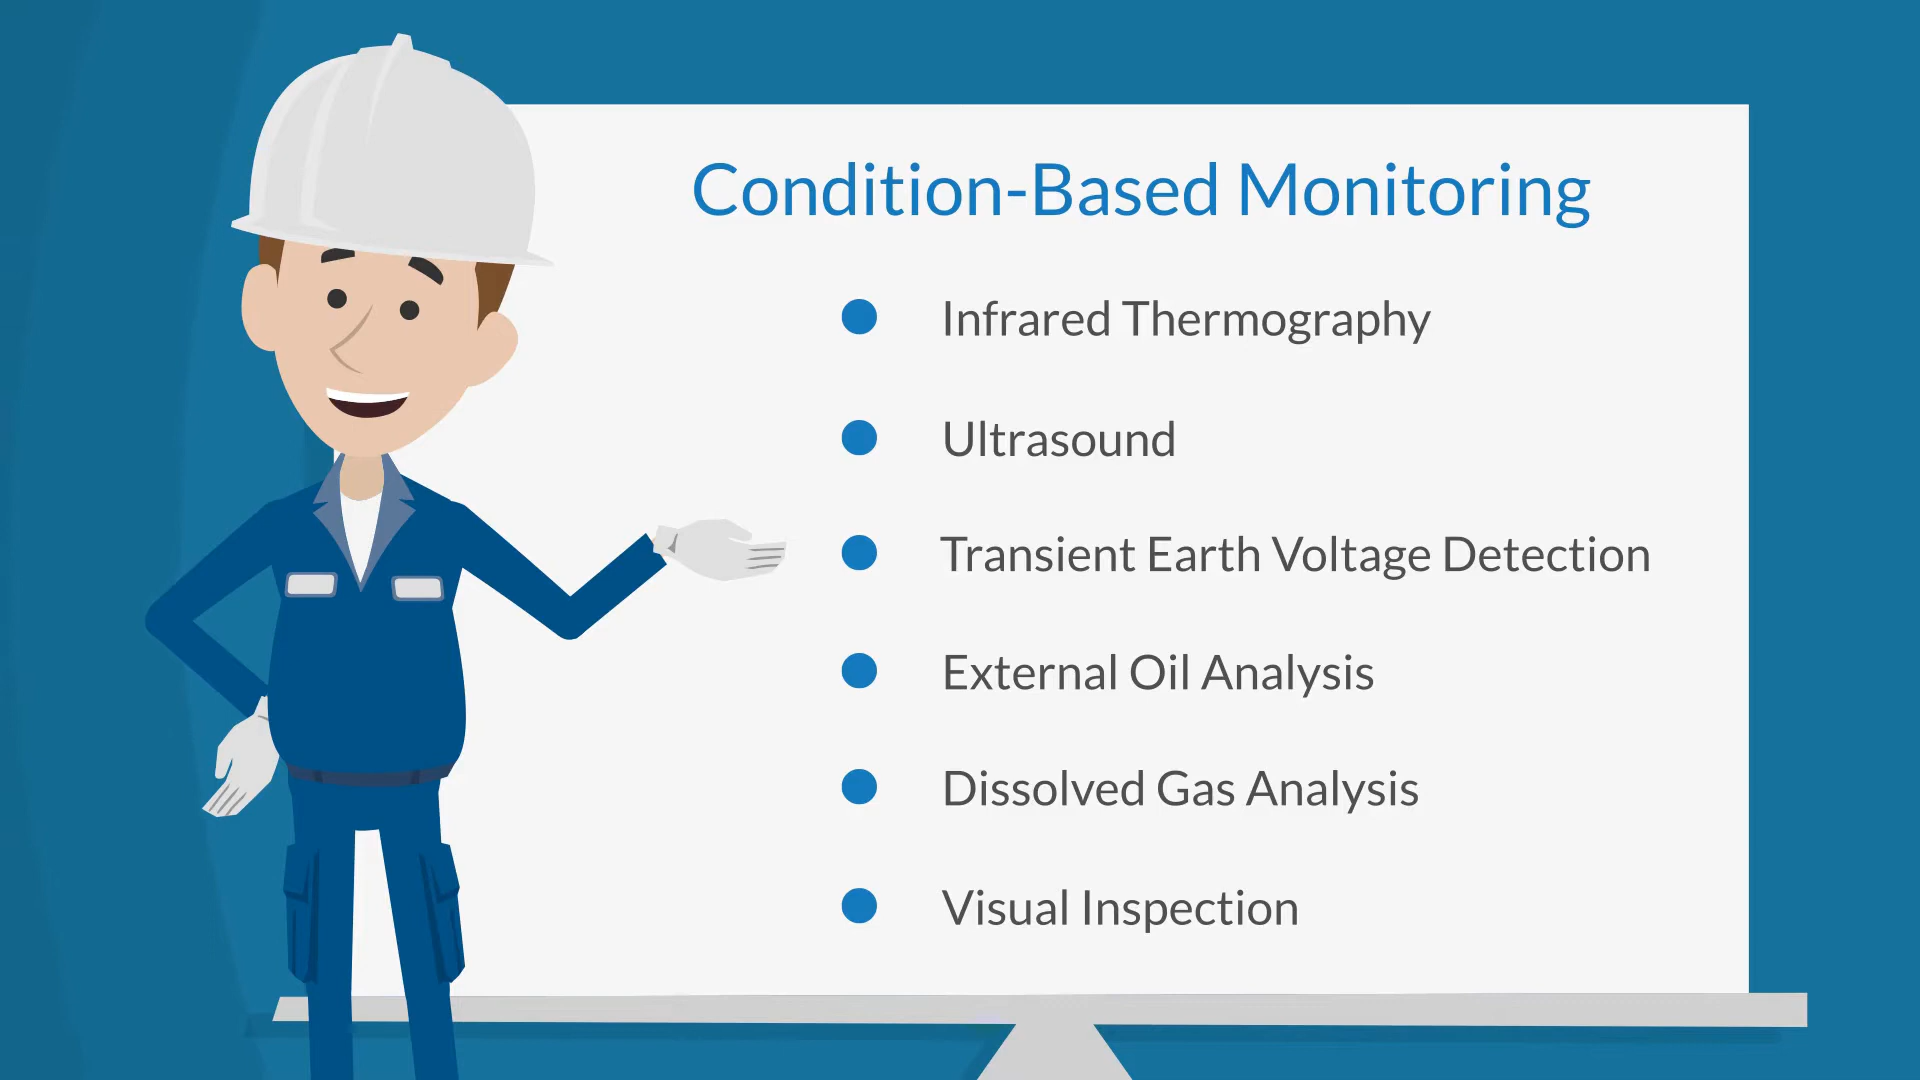 Condition-Based Monitoring
Infrared Thermography
Ultrasound
Transient Earth Voltage Detection
External Oil Analysis
Dissolved Gas Analysis
Visual Inspection